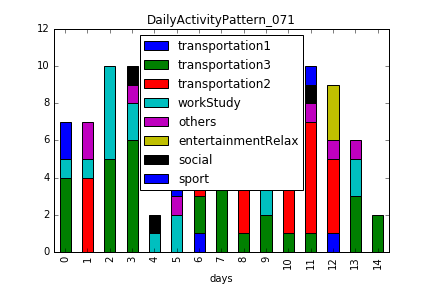 DailyActivityPattern_071
12
10
8
6
4
2
0
transportation1
transportation3
transportation2
workStudy
others
entertainmentRelax
social
sport
0 1 2 3 4 5 6 7 8 9 10 11 12 13 14
days